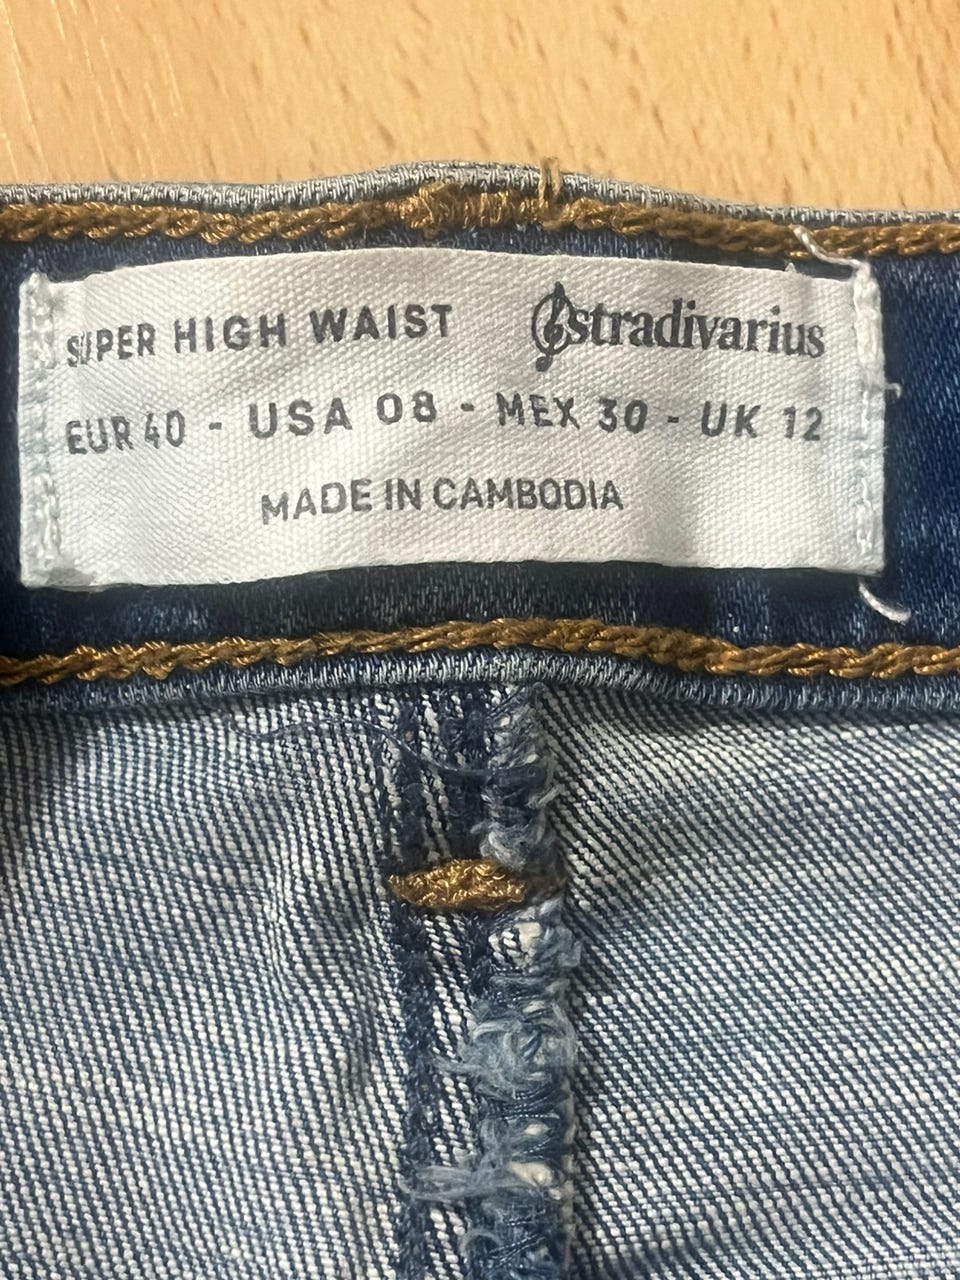 SUPER HIGH WAIST stradivarius
EUR 40 - USA 08 - MEX 30 - UK 12
MADE IN CAMBODIA